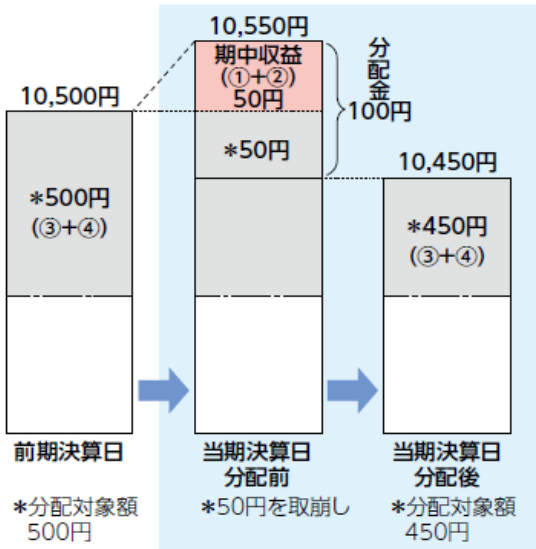 10,500円
*500円
(③+④)
前期決算日
*分配対象額
500円
10,550円
期中収益
(①+②)
50円
*50円
分配金
100円
当期決算日
分配前
*50円を取崩し
10,450円
*450円
(③+④)
当期決算日
分配後
*分配対象額
450円